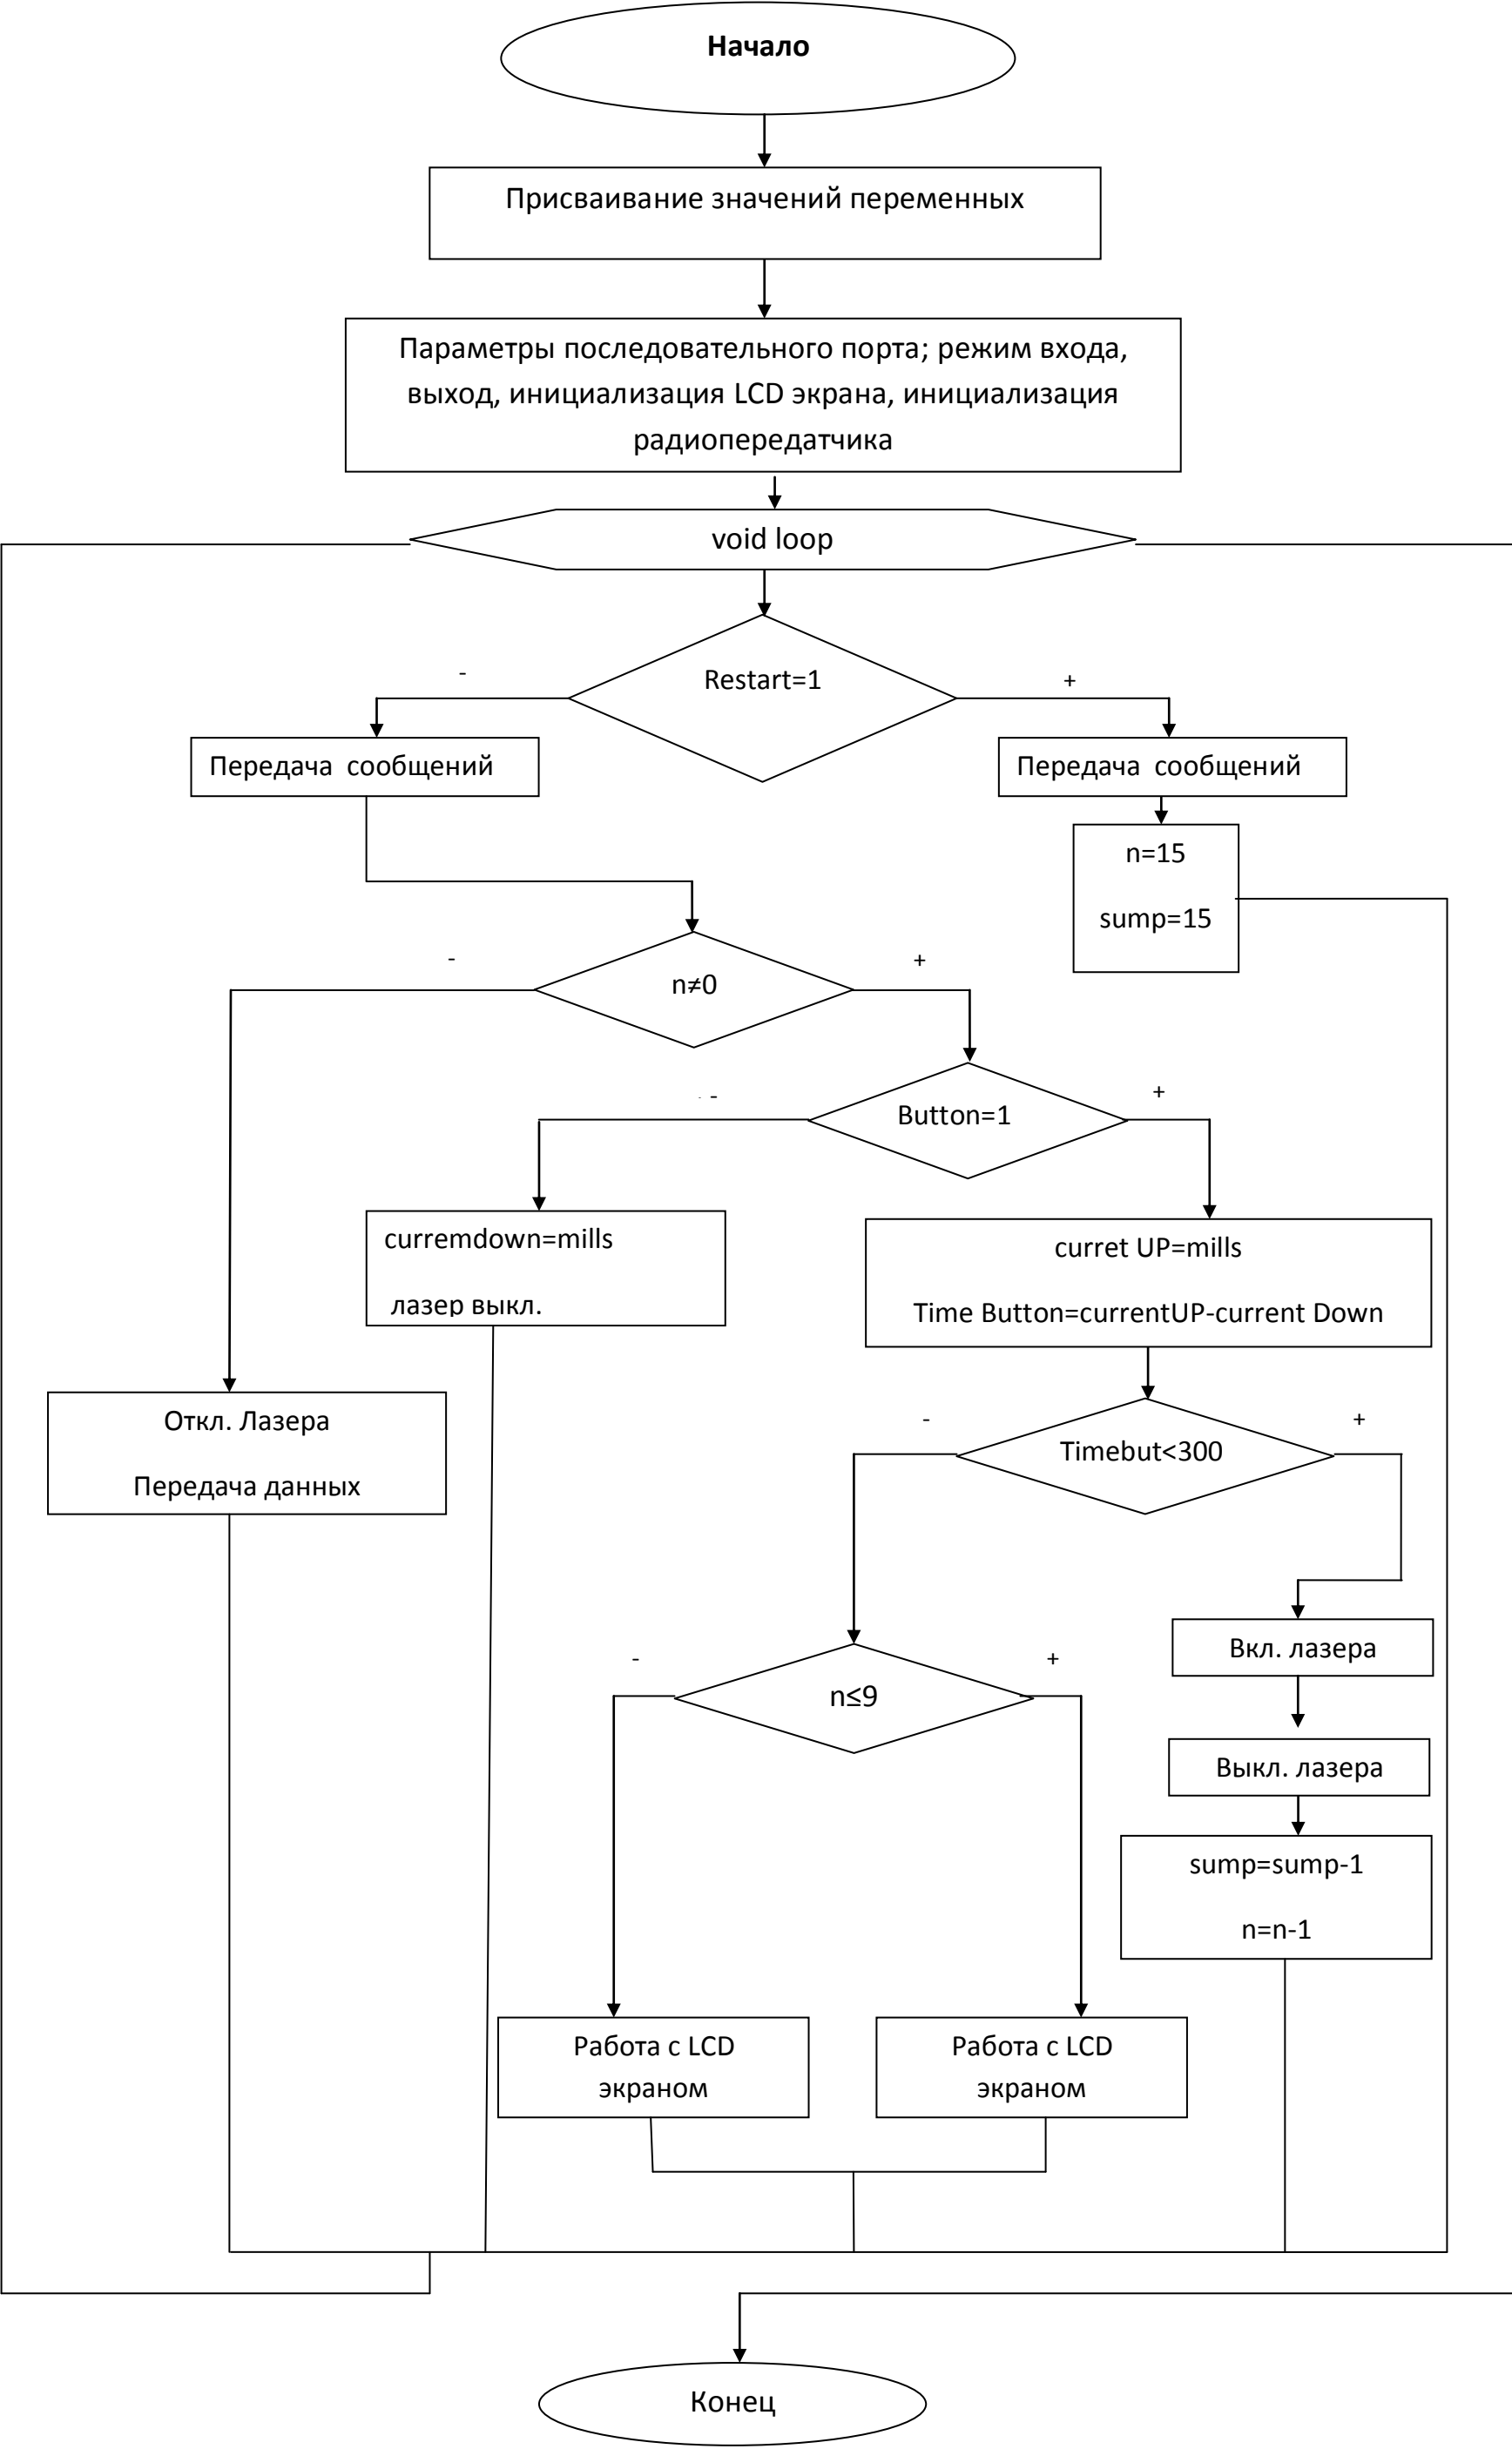 Начало
Присваивание значений переменных
Параметры последовательного порта; режим входа,
выход, инициализация LCD экрана, инициализация
радиопередатчика
void loop
Restart=1
-
+
Передача сообщений
Передача сообщений
n=15
sump=15
n≠0
-
+
Button=1
-
+
curremdown=mills
лазер выкл.
curret UP=mills
Time Button=currentUP-current Down
Откл. Лазера
Передача данных
Timebut<300
-
+
Вкл. лазера
n≤9
-
+
Выкл. лазера
sump=sump-1
n=n-1
Работа с LCD
экраном
Работа с LCD
экраном
Конец